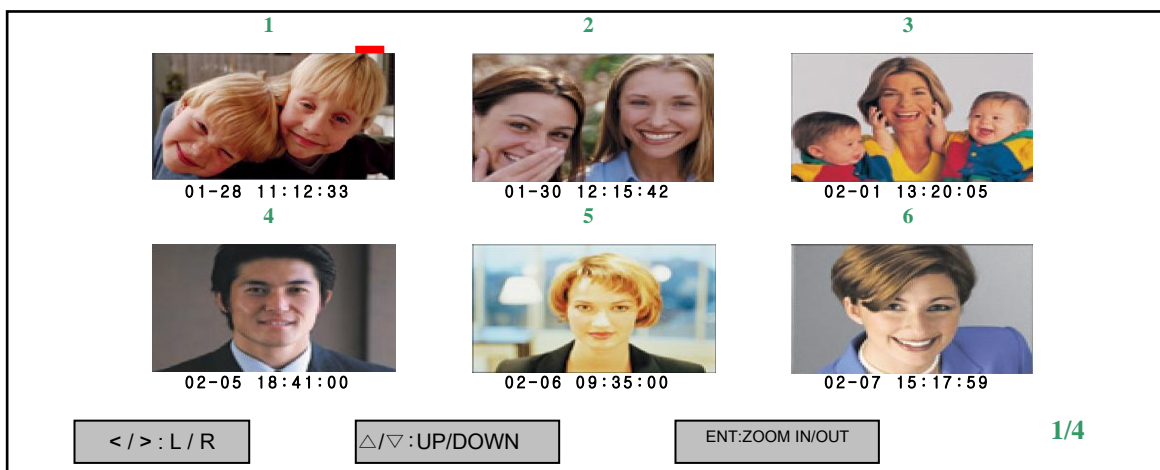 1 2 3
01-28 11:12:33 01-30 12:15:42 02-01 13:20:05
4 5 6
02-05 18:41:00 02-06 09:35:00 02-07 15:17:59
< / > : L / R △/▽:UP/DOWN ENT:ZOOM IN/OUT 1/4